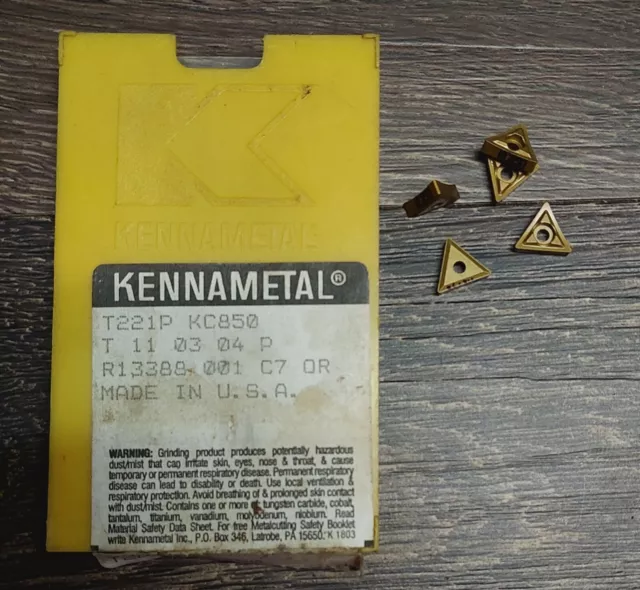 KENNAMETAL
KENNAMETAL®
T221P KC850
T 11 03 04 P
R13388 001 C7 OR
MADE IN U.S.A.
WARNING: Grinding product produces potentially hazardous
dust/mist that can irritate skin, eyes, nose & throat, & cause
temporary or permanent respiratory disease. Permanent respiratory
disease can lead to disability or death. Use local ventilation &
respiratory protection. Avoid breathing of & prolonged skin contact
with dust/mist. Contains one or more of tungsten carbide, cobalt,
tantalum, titanium, vanadium, molybdenum, niobium. Read
Material Safety Data Sheet. For free Metalcutting Safety Booklet
write Kennametal Inc., P.O. Box 346, Latrobe, PA 15650. K 1803